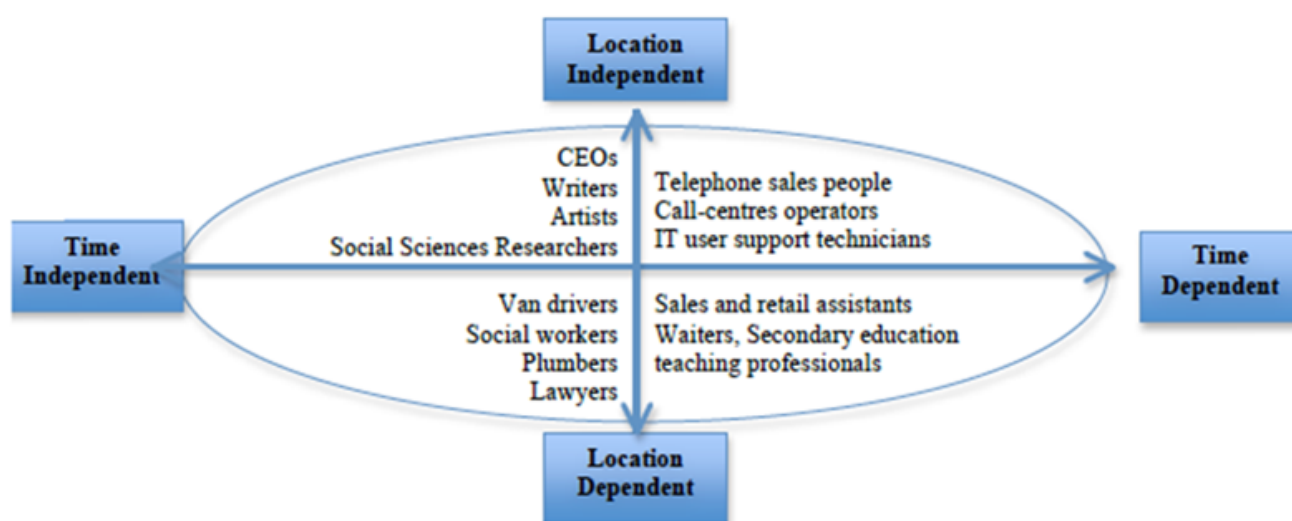 Location
Independent
CEOs
Writers
Artists
Social Sciences Researchers
Telephone sales people
Call-centres operators
IT user support technicians
Time
Independent
Time
Dependent
Van drivers
Social workers
Plumbers
Lawyers
Sales and retail assistants
Waiters, Secondary education
teaching professionals
Location
Dependent